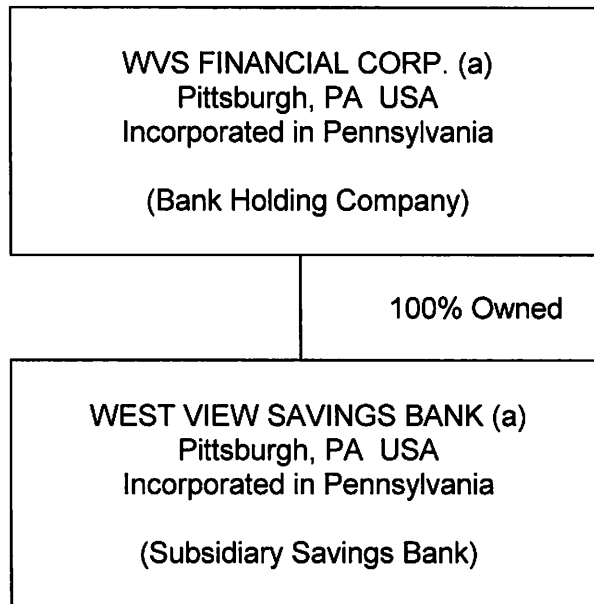 WVS FINANCIAL CORP. (a)
Pittsburgh, PA USA
Incorporated in Pennsylvania
(Bank Holding Company)
100% Owned
WEST VIEW SAVINGS BANK (a)
Pittsburgh, PA USA
Incorporated in Pennsylvania
(Subsidiary Savings Bank)